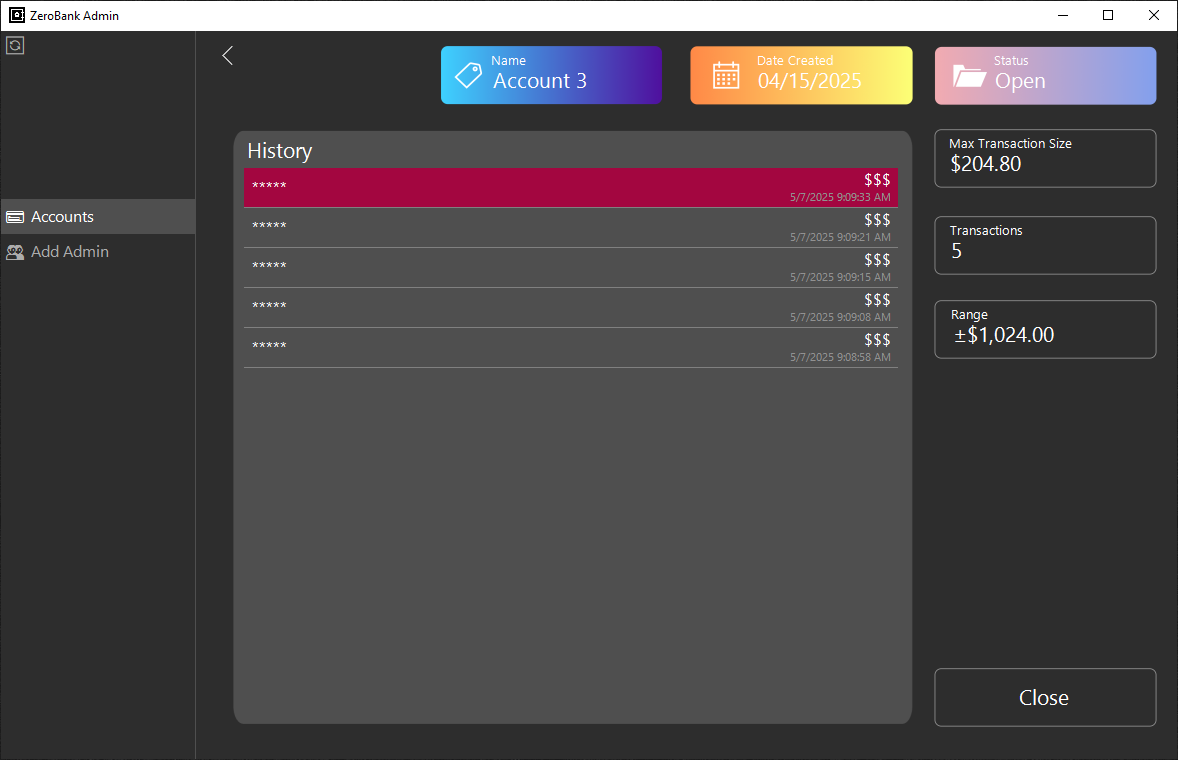 ZeroBank Admin
Name
Account 3
Date Created
04/15/2025
Status
Open
Accounts
Add Admin
History
***** $$$
5/7/2025 9:09:33 AM
***** $$$
5/7/2025 9:09:21 AM
***** $$$
5/7/2025 9:09:15 AM
***** $$$
5/7/2025 9:09:08 AM
***** $$$
5/7/2025 9:08:58 AM
Max Transaction Size
$204.80
Transactions
5
Range
±$1,024.00
Close